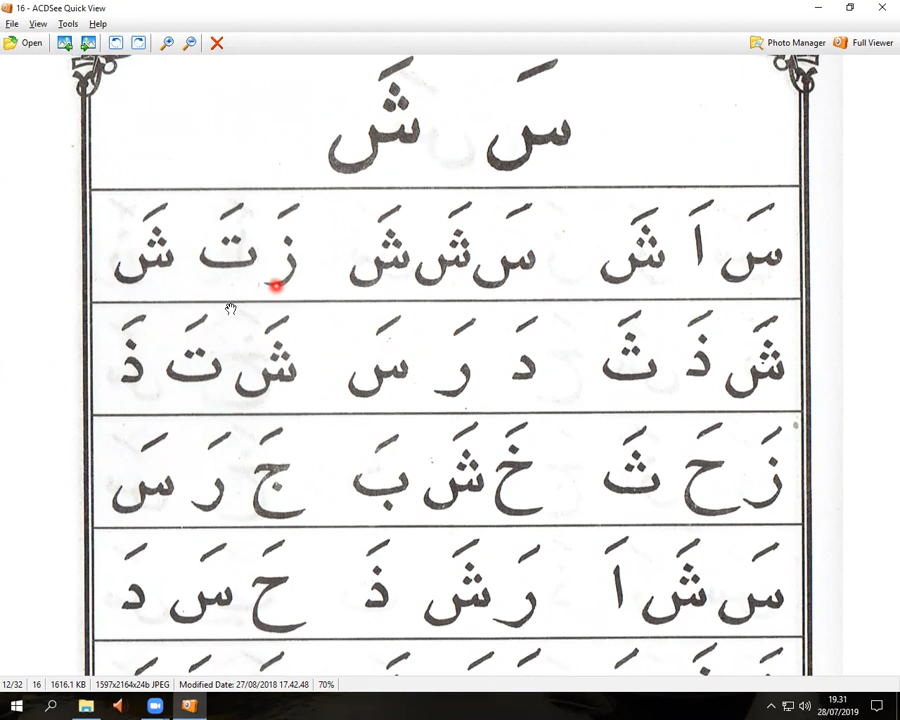 16 - ACDSee Quick View
File View Tools Help
Open Photo Manager Full Viewer
سَ شَ
سَ اَ شَ سَ شَ شَ زَ تَ شَ
شَ ذَ ثَ دَ رَ سَ شَ تَ ذَ
زَ حَ ثَ خَ شَ بَ جَ رَ سَ
سَ شَ اَ رَ شَ ذَ حَ سَ دَ
12/32 16 1616.1 KB 1597x2164x24b JPEG Modified Date: 27/08/2018 17.42.48 70%
19.31
28/07/2019